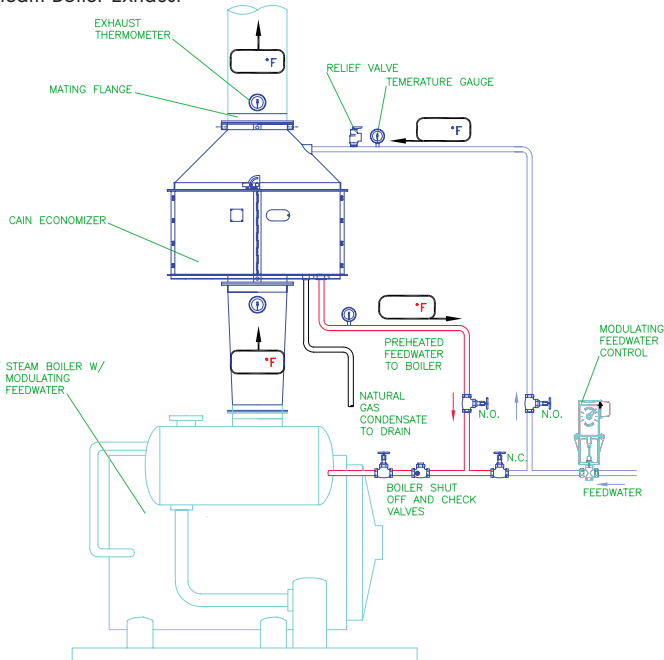 Steam Boiler Exhaust
EXHAUST
THERMOMETER
°F
MATING FLANGE
RELIEF VALVE
TEMERATURE GAUGE
°F
CAIN ECONOMIZER
°F
PREHEATED
FEEDWATER
TO BOILER
MODULATING
FEEDWATER
CONTROL
°F
STEAM BOILER W/
MODULATING
FEEDWATER
NATURAL
GAS
CONDENSATE
TO DRAIN
N.O.
N.O.
N.C.
BOILER SHUT
OFF AND CHECK
VALVES
FEEDWATER